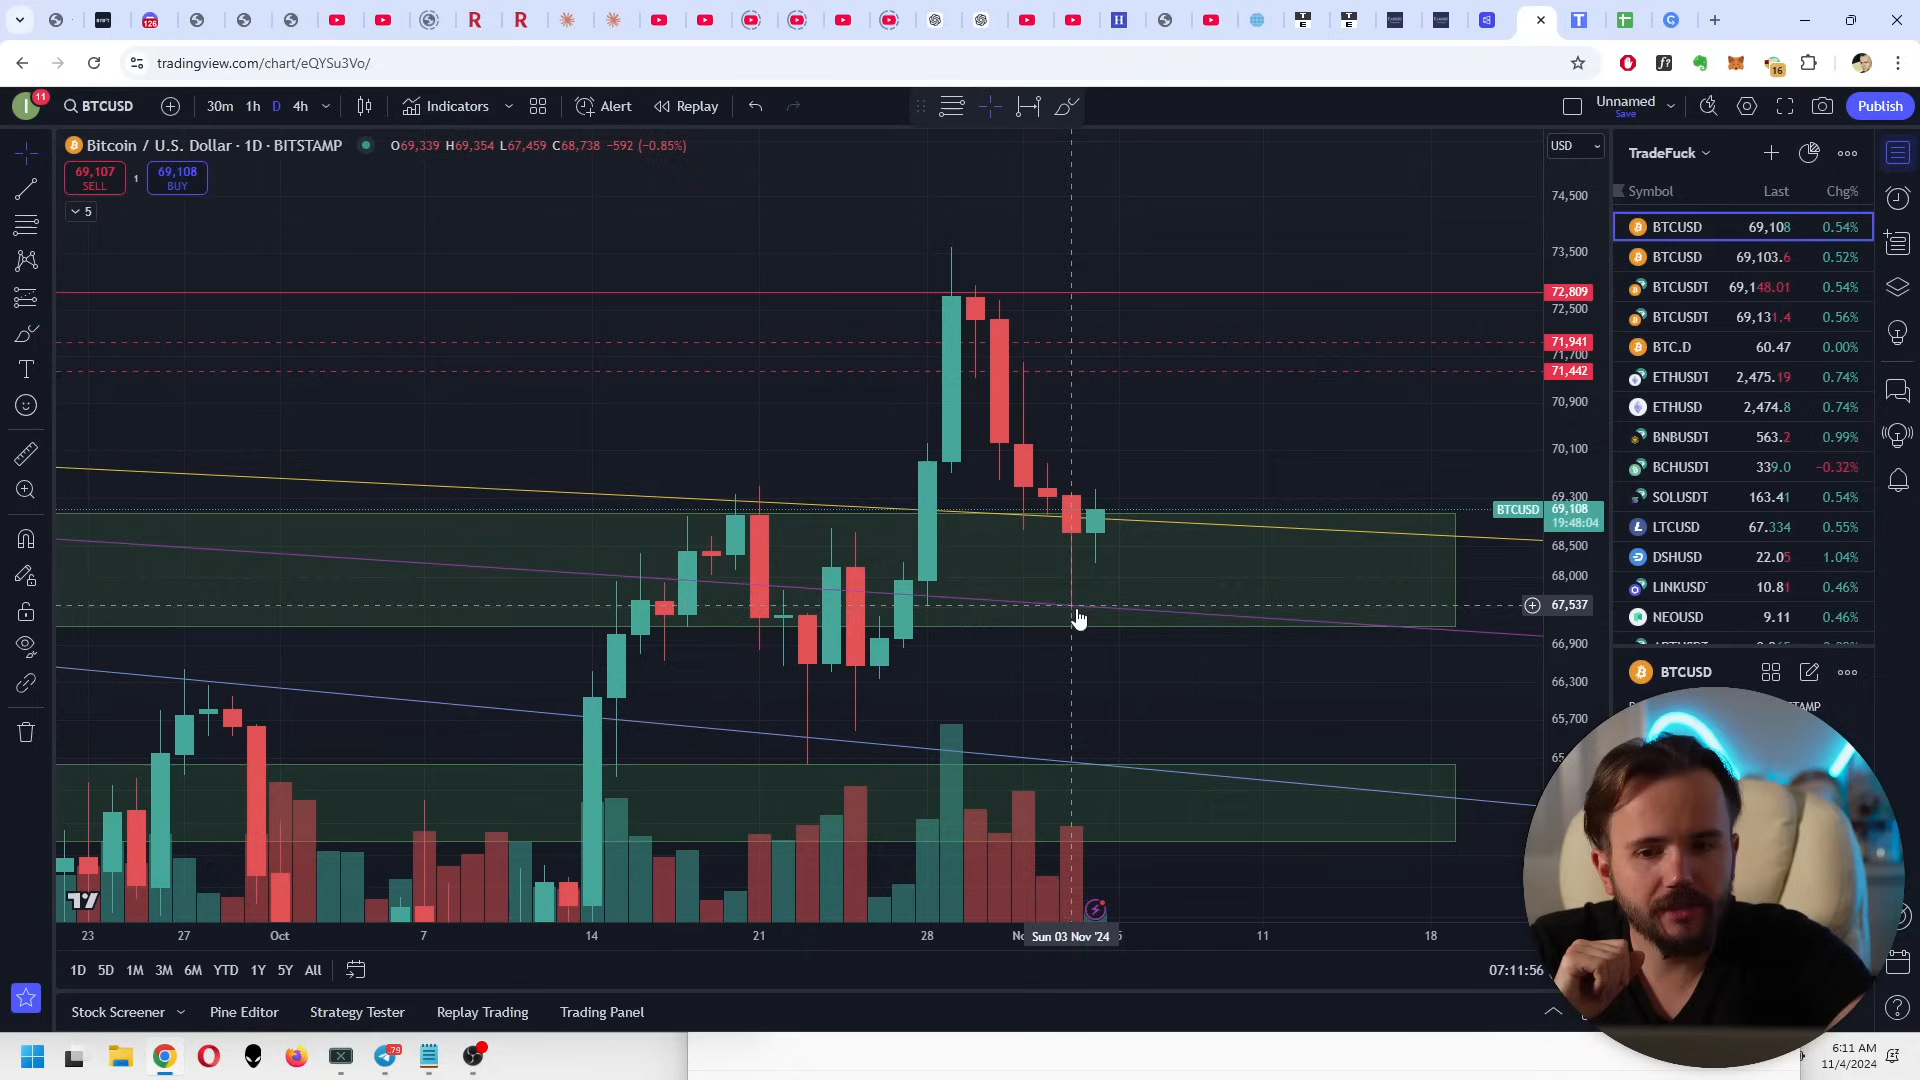 126
R
R
H
T
E
T
E
tradingview.com/chart/eQYSu3Vo/
f?
16
I
11
BTCUSD
30m
1h
D
4h
Indicators
Alert
Replay
Unnamed
Save
Publish
Bitcoin / U.S. Dollar · 1D · BITSTAMP
O69,339 H69,354 L67,459 C68,738 −592 (−0.85%)
69,107
SELL
1
69,108
BUY
5
USD
74,500
73,500
72,809
72,500
71,941
71,700
71,442
70,900
70,100
69,300
BTCUSD
69,108
19:48:04
68,500
68,000
67,537
66,900
66,300
65,700
TradeFuck
Symbol
Last
Chg%
BTCUSD 69,108 0.54%
BTCUSD 69,103.6 0.52%
BTCUSDT 69,148.01 0.54%
BTCUSDT 69,131.4 0.56%
BTC.D 60.47 0.00%
ETHUSDT 2,475.19 0.74%
ETHUSD 2,474.8 0.74%
BNBUSDT 563.2 0.99%
BCHUSDT 339.0 −0.32%
SOLUSDT 163.41 0.54%
LTCUSD 67.334 0.55%
DSHUSD 22.05 1.04%
LINKUSD 10.81 0.46%
NEOUSD 9.11 0.46%
BTCUSD
23
27
Oct
7
14
21
28
Sun 03 Nov '24
11
18
1D
5D
1M
3M
6M
YTD
1Y
5Y
All
07:11:56
Stock Screener
Pine Editor
Strategy Tester
Replay Trading
Trading Panel
79
6:11 AM
11/4/2024